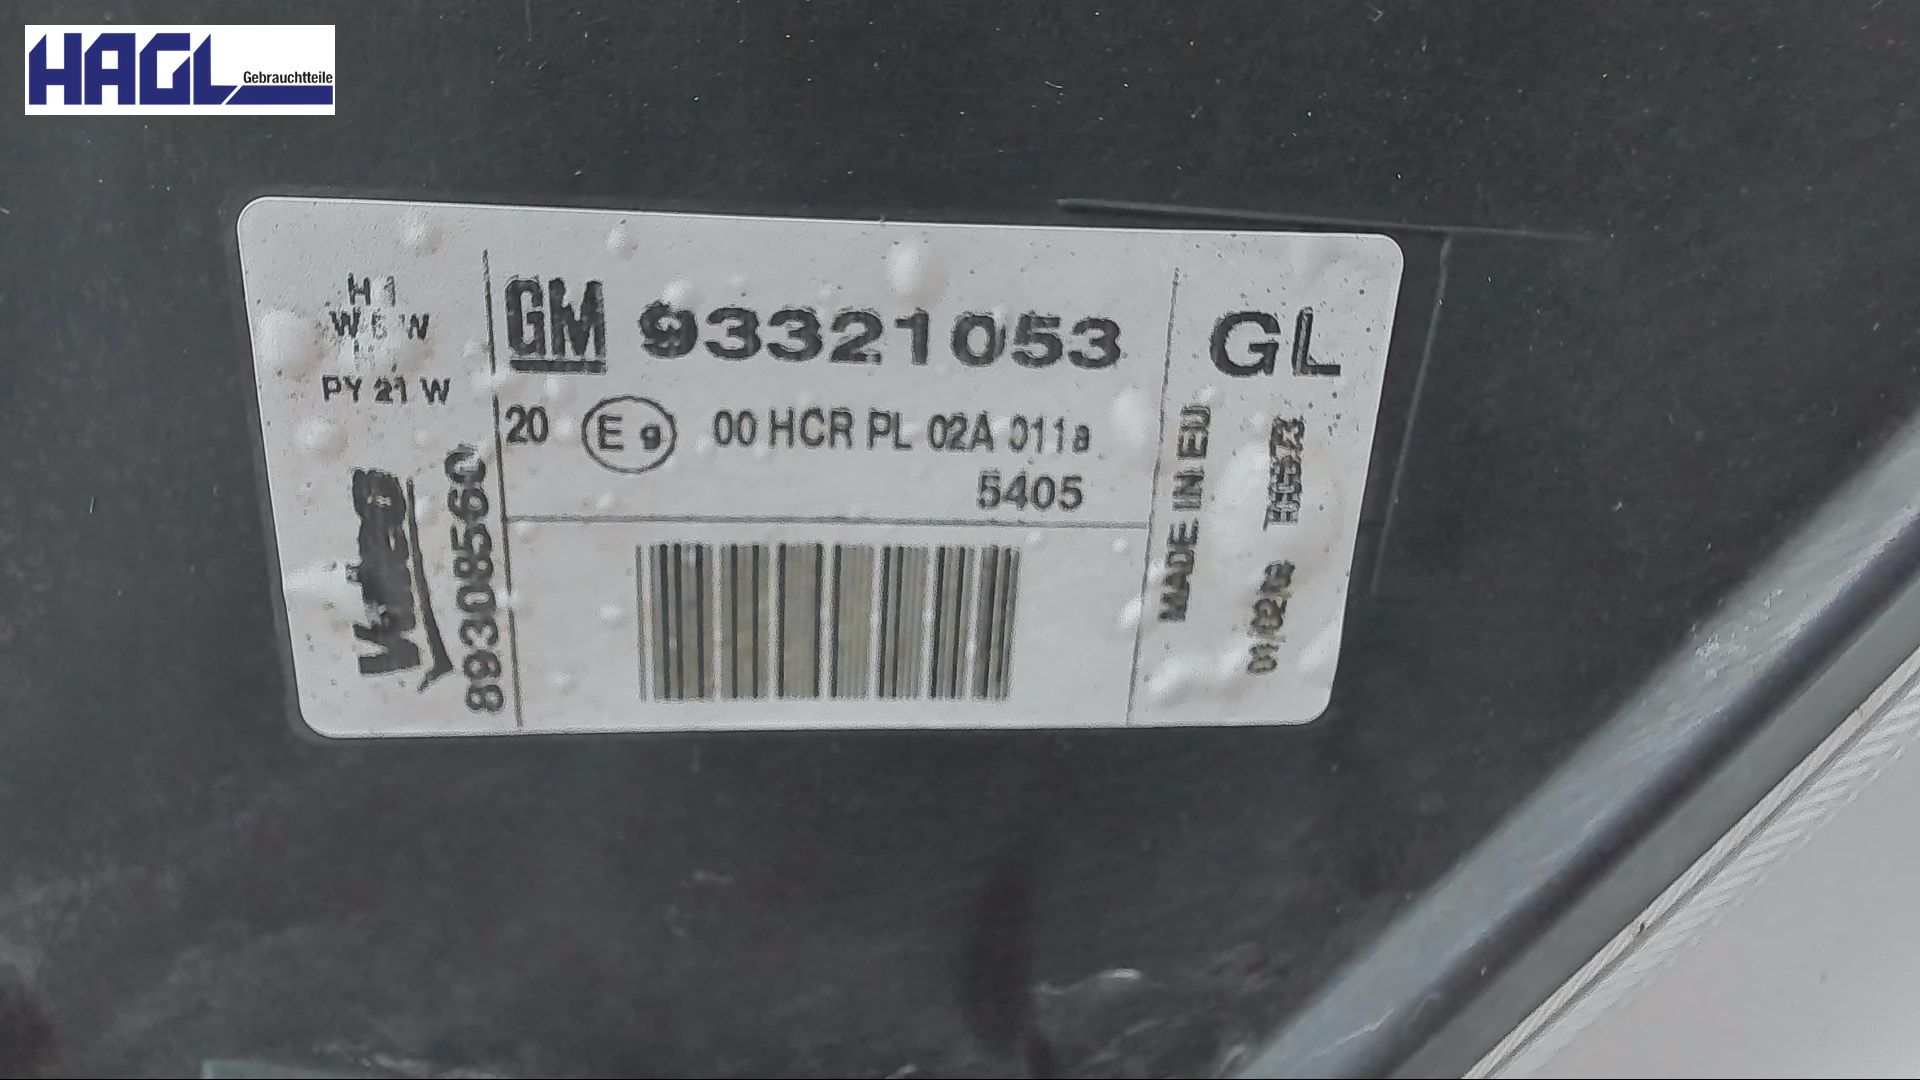 HAGL Gebrauchtteile
H 1
W 5 W
PY 21 W
GM 93321053
GL
20 E 9 00 HCR PL 02A 011a
5405
Valeo
89308560
MADE IN EU